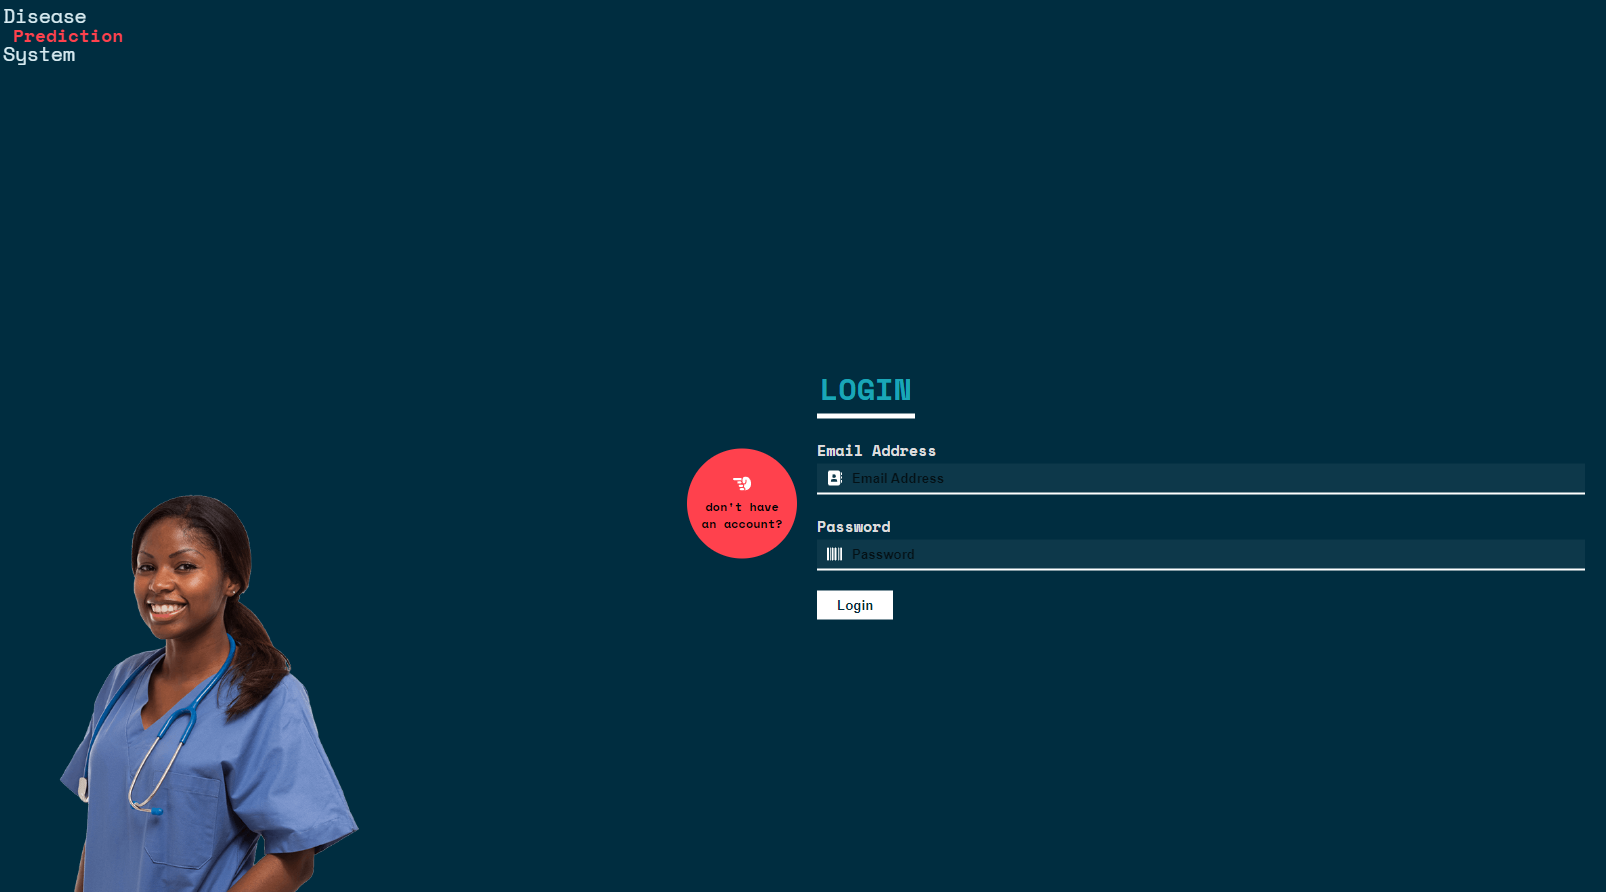 Disease
Prediction
System
LOGIN
Email Address
Email Address
don't have
an account?
Password
Password
Login